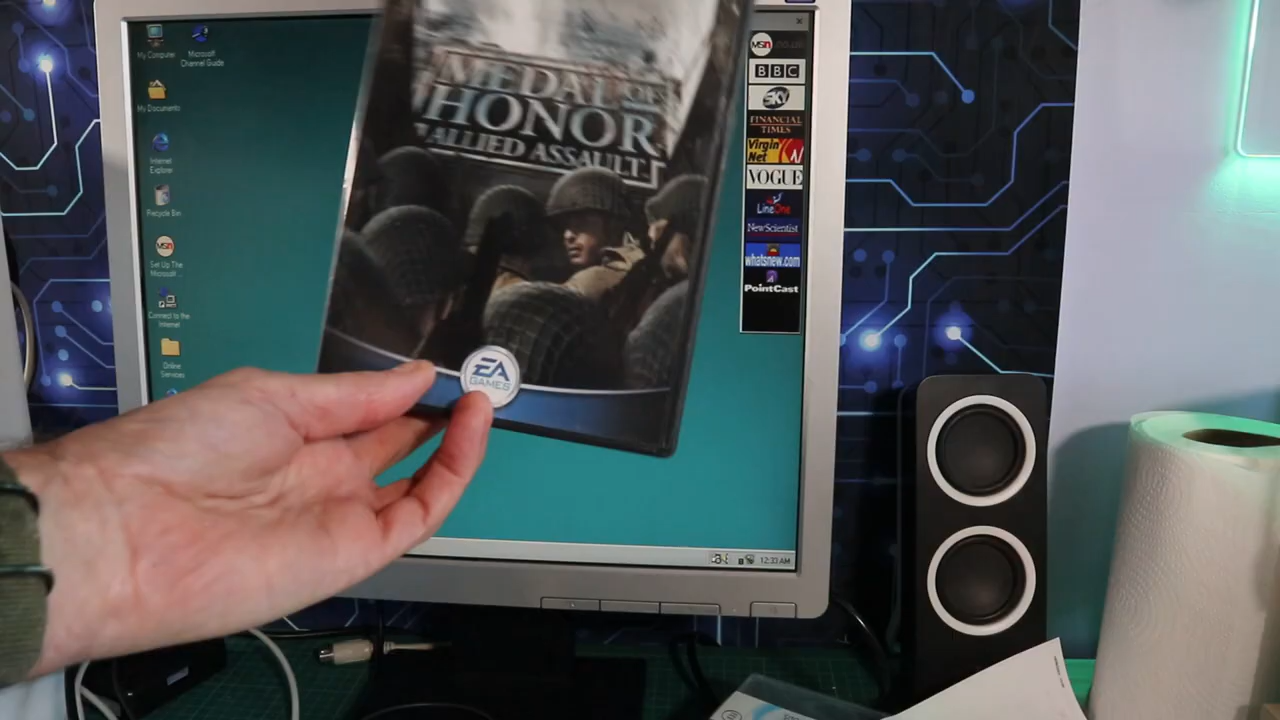 My Computer
Microsoft
Channel Guide
My Documents
Internet
Explorer
Recycle Bin
msn
Set Up The
Microsoft ...
Connect to the
Internet
Online
Services
MEDAL OF
HONOR
ALLIED ASSAULT
EA
GAMES
msn
BBC
sky
FINANCIAL
TIMES
Virgin
Net
VOGUE
LineOne
NewScientist
whatsnew.com
PointCast
12:33 AM